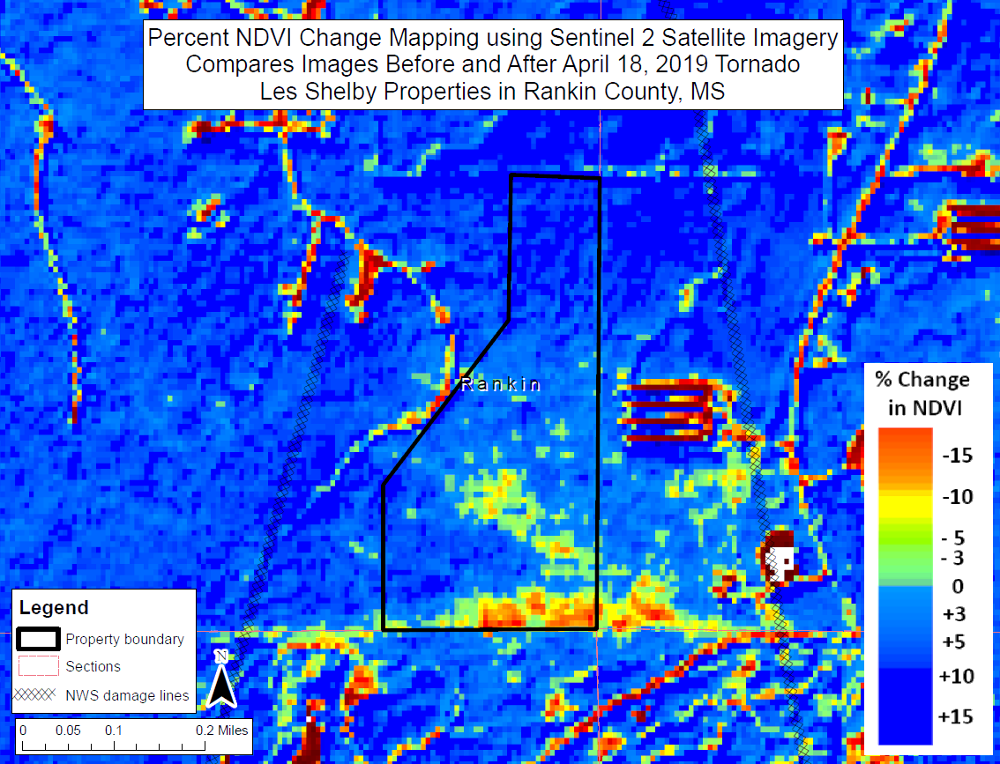 Percent NDVI Change Mapping using Sentinel 2 Satellite Imagery
Compares Images Before and After April 18, 2019 Tornado
Les Shelby Properties in Rankin County, MS
Rankin
% Change
in NDVI
-15
-10
- 5
- 3
0
+3
+5
+10
+15
Legend
Property boundary
Sections
NWS damage lines
N
0 0.05 0.1 0.2 Miles